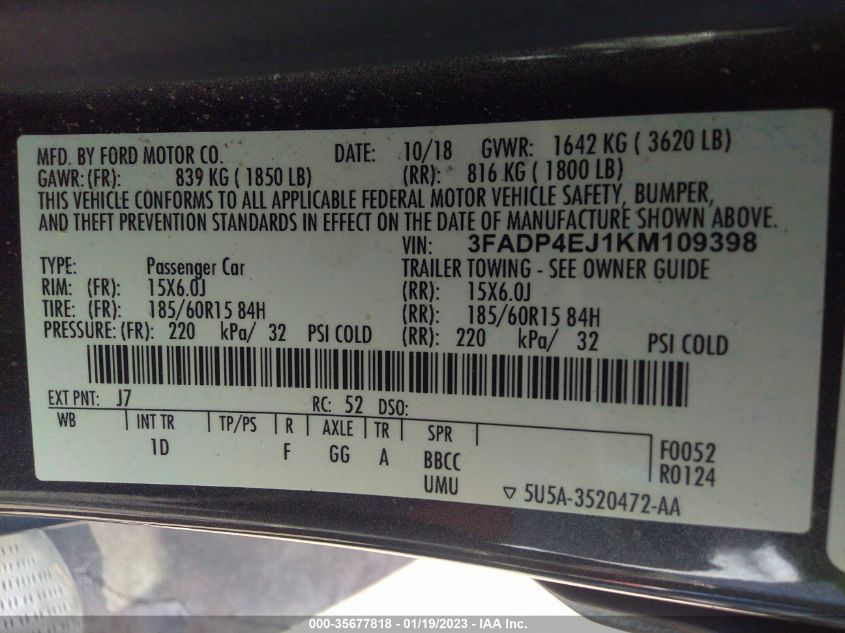 MFD. BY FORD MOTOR CO. DATE: 10/18 GVWR: 1642 KG ( 3620 LB)
GAWR: (FR): 839 KG ( 1850 LB) (RR): 816 KG ( 1800 LB)
THIS VEHICLE CONFORMS TO ALL APPLICABLE FEDERAL MOTOR VEHICLE SAFETY, BUMPER,
AND THEFT PREVENTION STANDARDS IN EFFECT ON THE DATE OF MANUFACTURE SHOWN ABOVE.
VIN: 3FADP4EJ1KM109398
TYPE: Passenger Car TRAILER TOWING - SEE OWNER GUIDE
RIM: (FR): 15X6.0J (RR): 15X6.0J
TIRE: (FR): 185/60R15 84H (RR): 185/60R15 84H
PRESSURE: (FR): 220 kPa/ 32 PSI COLD (RR): 220 kPa/ 32 PSI COLD
EXT PNT: J7 RC: 52 DSO:
WB INT TR TP/PS R AXLE TR SPR F0052
1D F GG A BBCC R0124
UMU ▽ 5U5A-3520472-AA
000-35677818 - 01/19/2023 - IAA Inc.